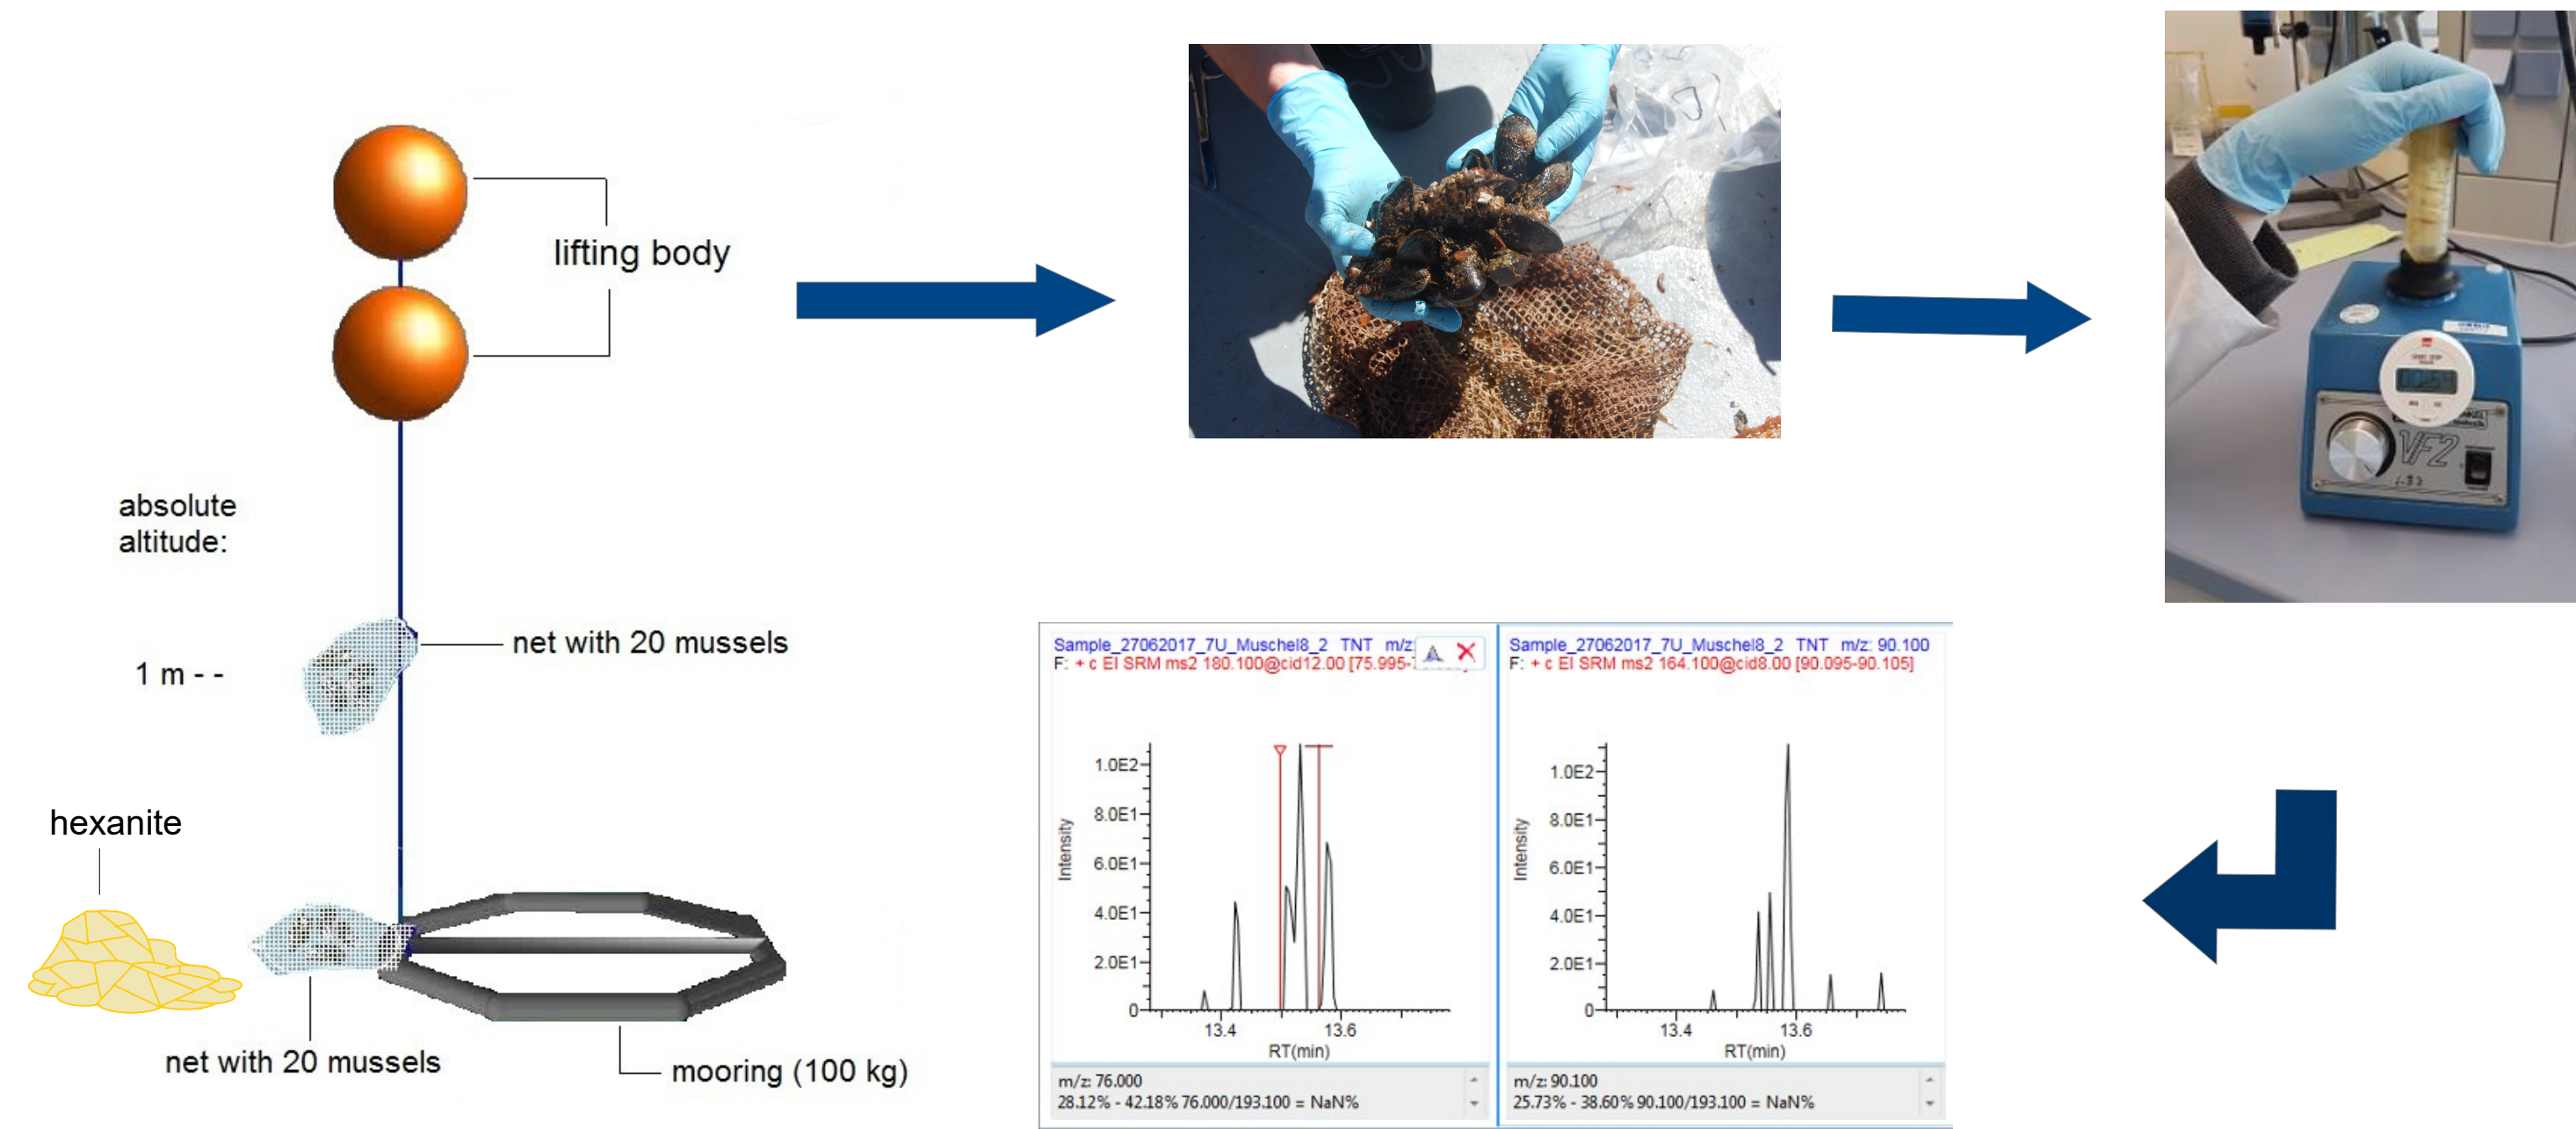 lifting body
absolute
altitude:
net with 20 mussels
1 m - -
hexanite
net with 20 mussels
mooring (100 kg)
VF2
Sample_27062017_7U_Muschel8_2 TNT m/z:
F: + c EI SRM ms2 180.100@cid12.00 [75.995-
1.0E2
8.0E1
6.0E1
4.0E1
2.0E1
0
Intensity
13.4 13.6
RT(min)
m/z: 76.000
28.12% - 42.18% 76.000/193.100 = NaN%
Sample_27062017_7U_Muschel8_2 TNT m/z: 90.100
F: + c EI SRM ms2 164.100@cid8.00 [90.095-90.105]
1.0E2
8.0E1
6.0E1
4.0E1
2.0E1
0
Intensity
13.4 13.6
RT(min)
m/z: 90.100
25.73% - 38.60% 90.100/193.100 = NaN%